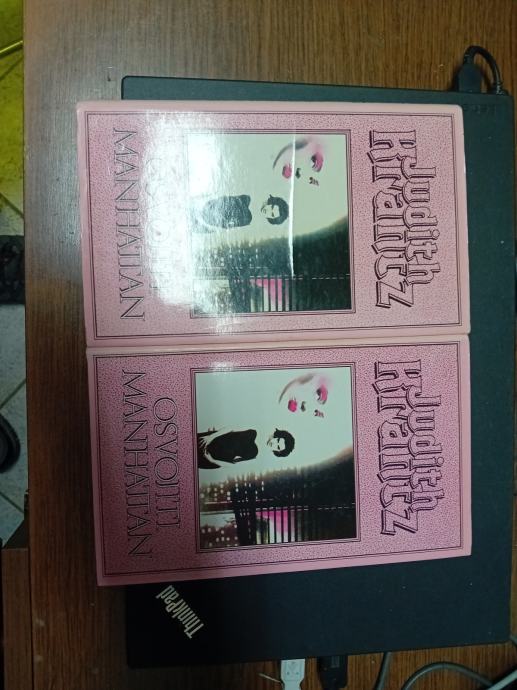 Judith
Krantz
OSVOJITI
MANHATTAN
Judith
Krantz
OSVOJITI
MANHATTAN
ThinkPad